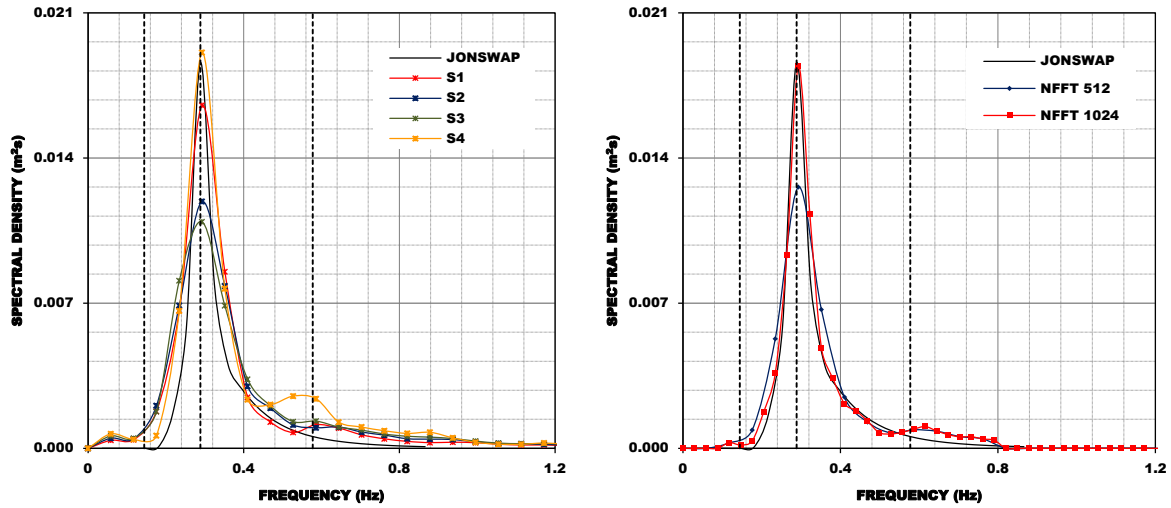 0.021
0.014
0.007
0.000
SPECTRAL DENSITY (m²s)
JONSWAP
S1
S2
S3
S4
0
0.4
0.8
1.2
FREQUENCY (Hz)
0.021
0.014
0.007
0.000
SPECTRAL DENSITY (m²s)
JONSWAP
NFFT 512
NFFT 1024
0
0.4
0.8
1.2
FREQUENCY (Hz)